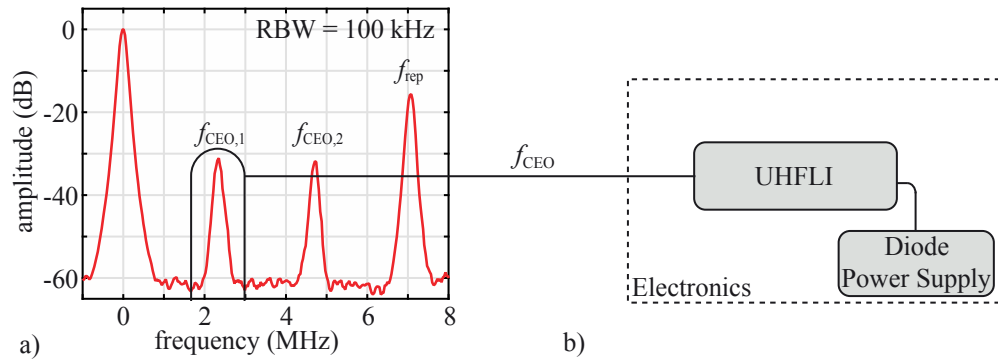 RBW = 100 kHz
0
-20
-40
-60
amplitude (dB)
f_CEO,1
f_CEO,2
f_rep
0 2 4 6 8
frequency (MHz)
a)
f_CEO
UHFLI
Diode
Power Supply
Electronics
b)